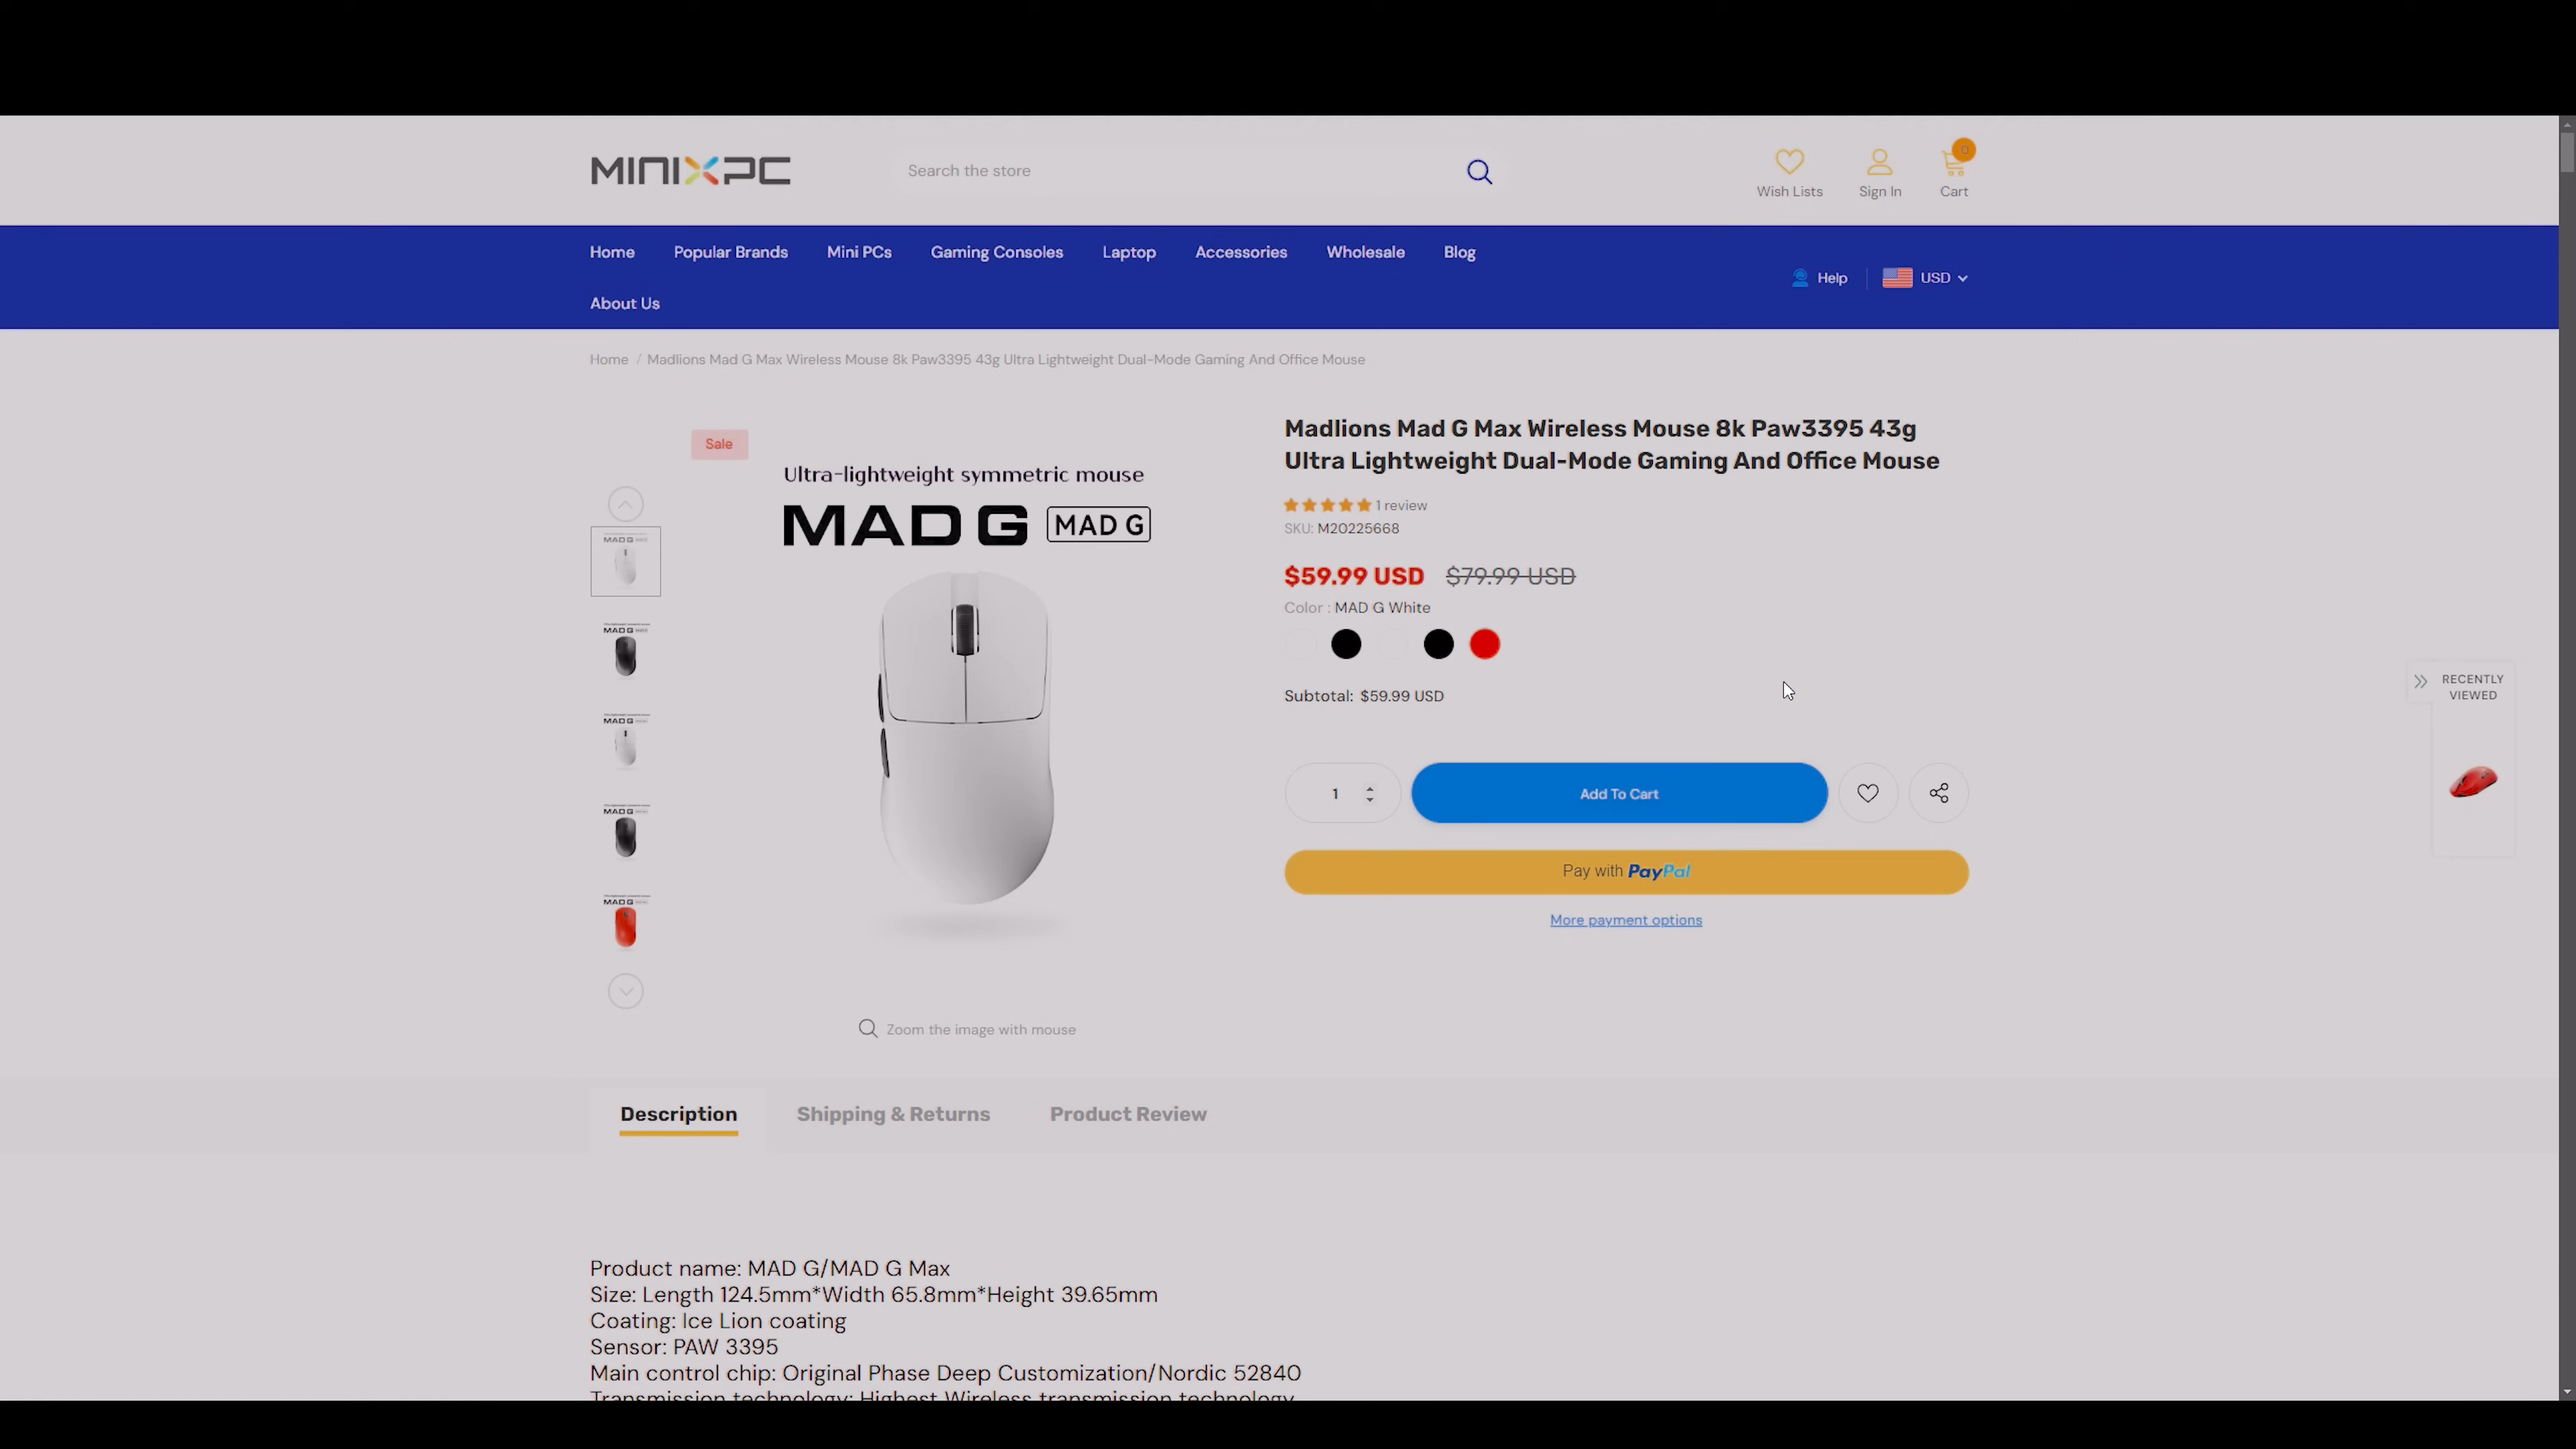 MINIXPC
Search the store
Wish Lists
Sign In
0
Cart
Home
Popular Brands
Mini PCs
Gaming Consoles
Laptop
Accessories
Wholesale
Blog
About Us
Help
USD
Home / Madlions Mad G Max Wireless Mouse 8k Paw3395 43g Ultra Lightweight Dual-Mode Gaming And Office Mouse
Sale
Ultra-lightweight symmetric mouse
MAD G MAD G
Zoom the image with mouse
Madlions Mad G Max Wireless Mouse 8k Paw3395 43g
Ultra Lightweight Dual-Mode Gaming And Office Mouse
1 review
SKU: M20225668
$59.99 USD $79.99 USD
Color : MAD G White
Subtotal: $59.99 USD
1
Add To Cart
Pay with PayPal
More payment options
RECENTLY
VIEWED
Description
Shipping & Returns
Product Review
Product name: MAD G/MAD G Max
Size: Length 124.5mm*Width 65.8mm*Height 39.65mm
Coating: Ice Lion coating
Sensor: PAW 3395
Main control chip: Original Phase Deep Customization/Nordic 52840
Transmission technology: Highest Wireless transmission technology